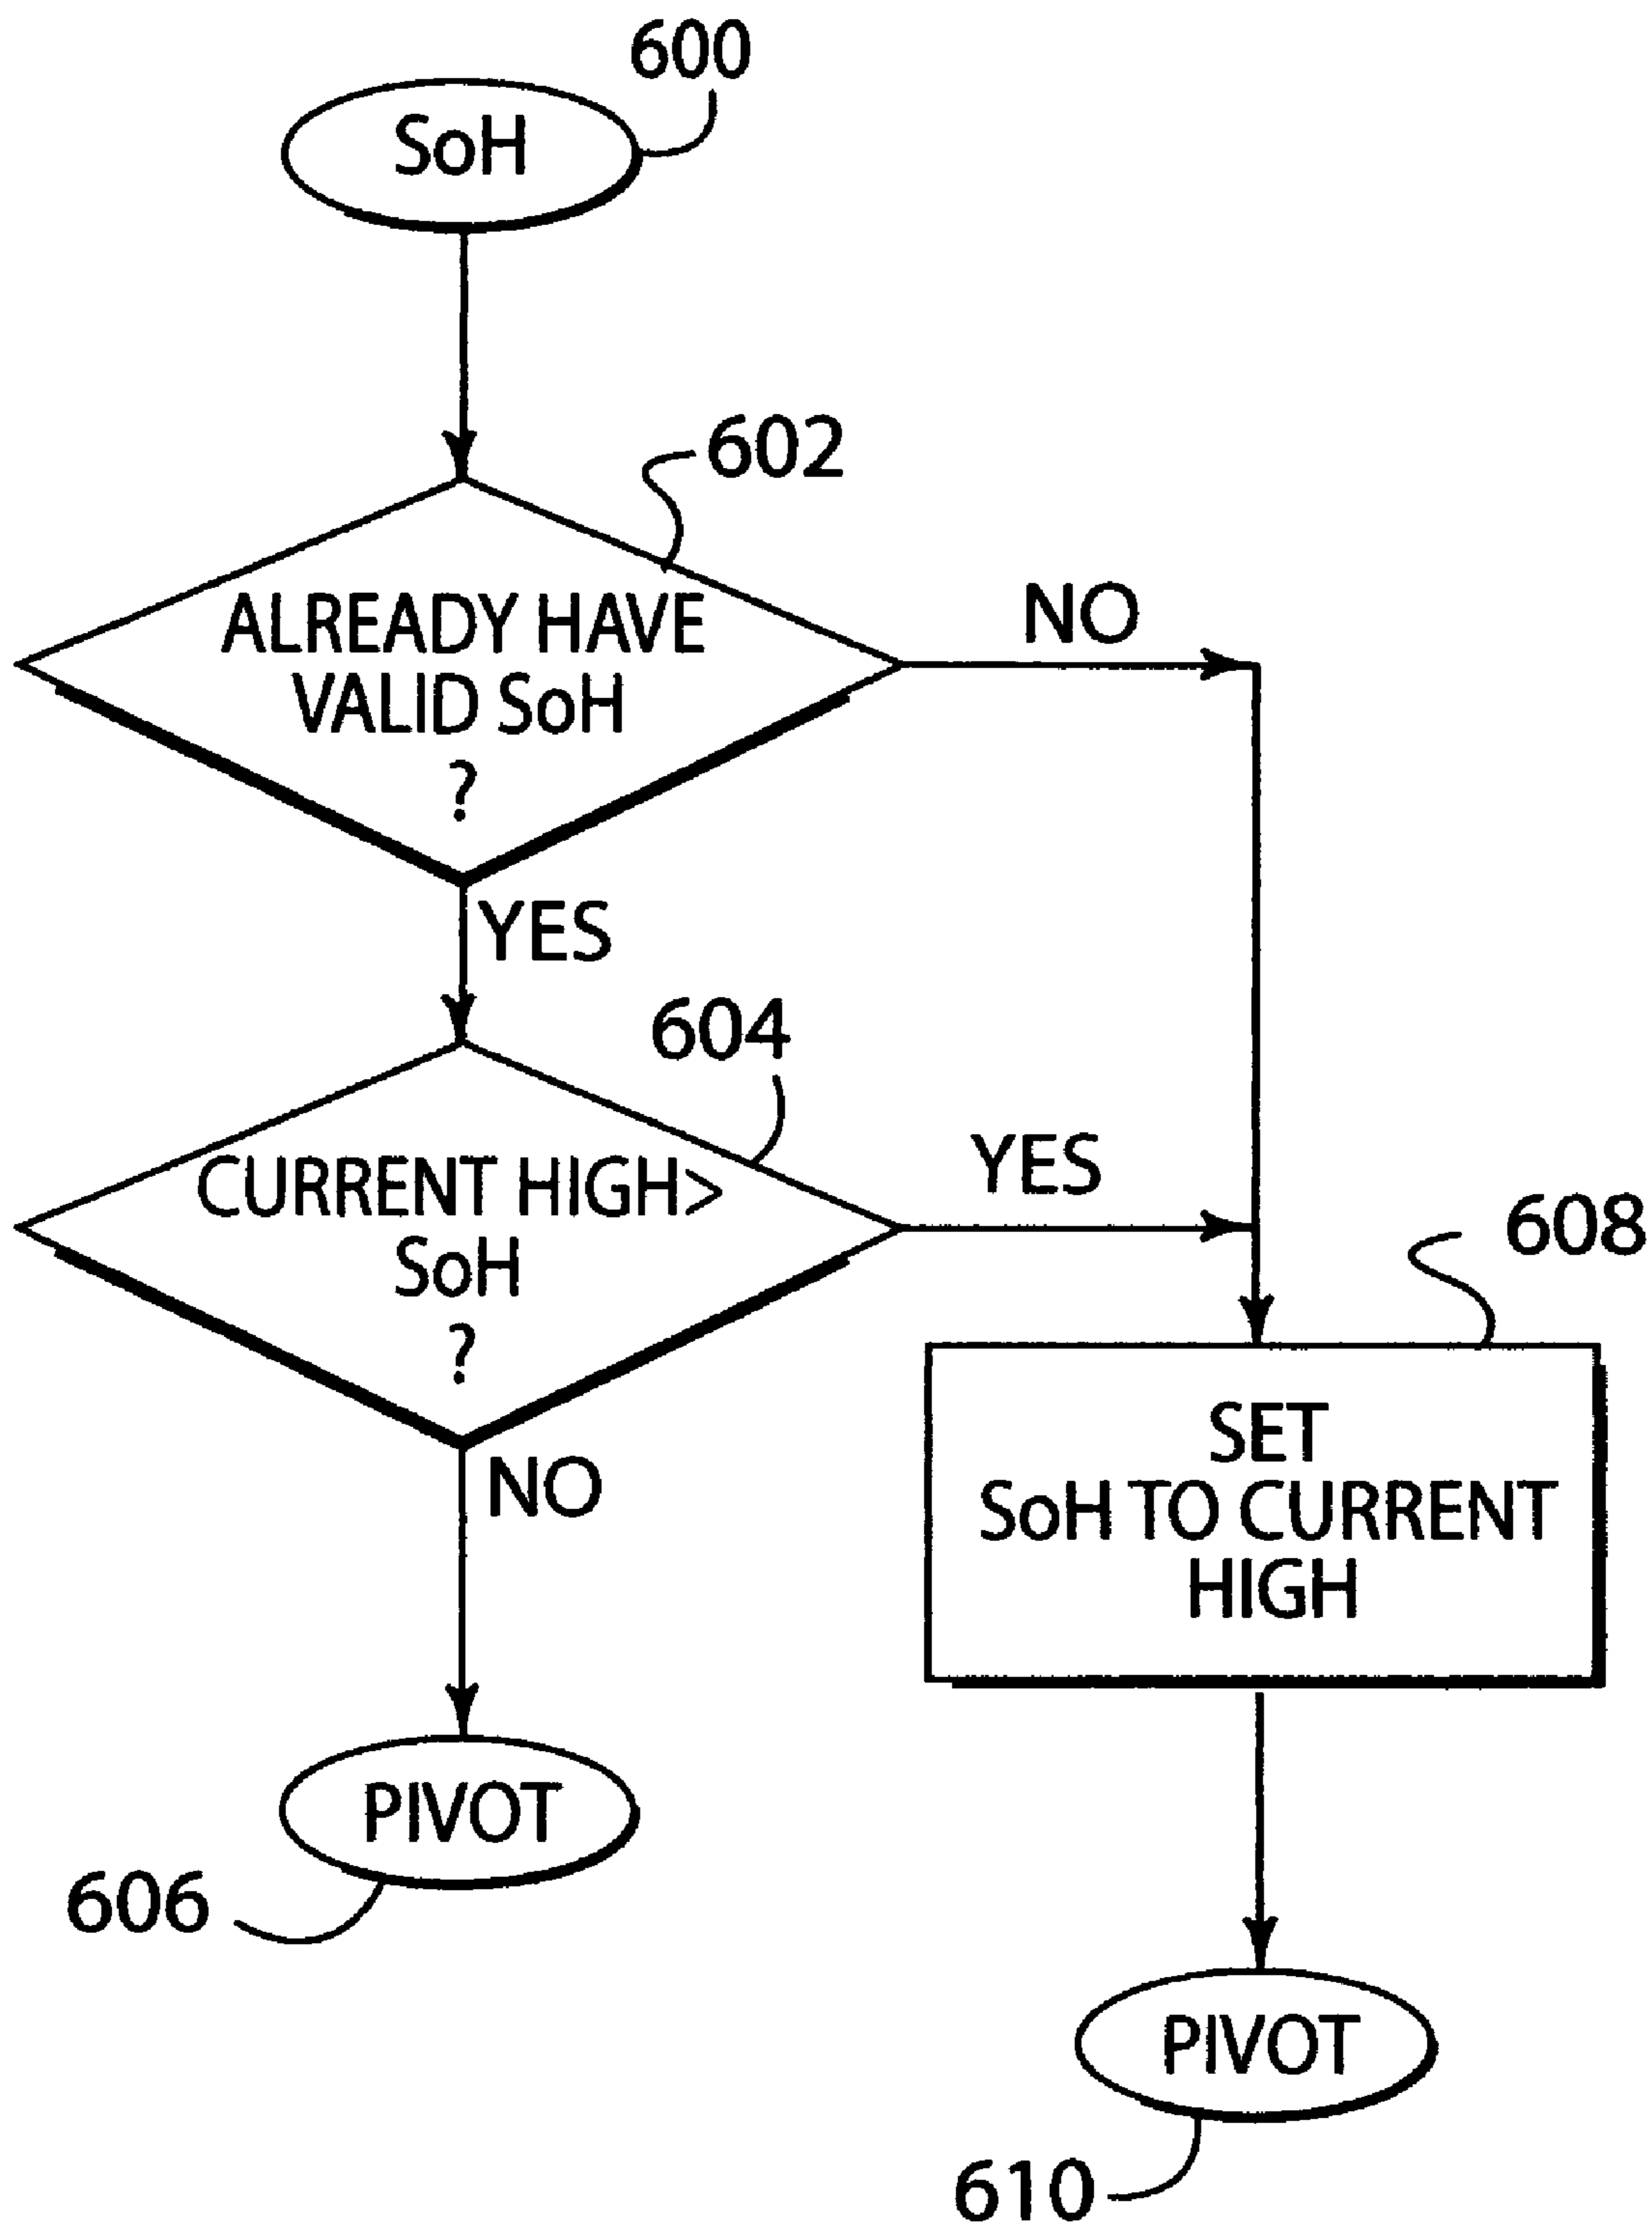 600
SoH
602
ALREADY HAVE
VALID SoH
?
NO
YES
604
CURRENT HIGH>
SoH
?
YES
608
NO
SET
SoH TO CURRENT
HIGH
PIVOT
606
PIVOT
610